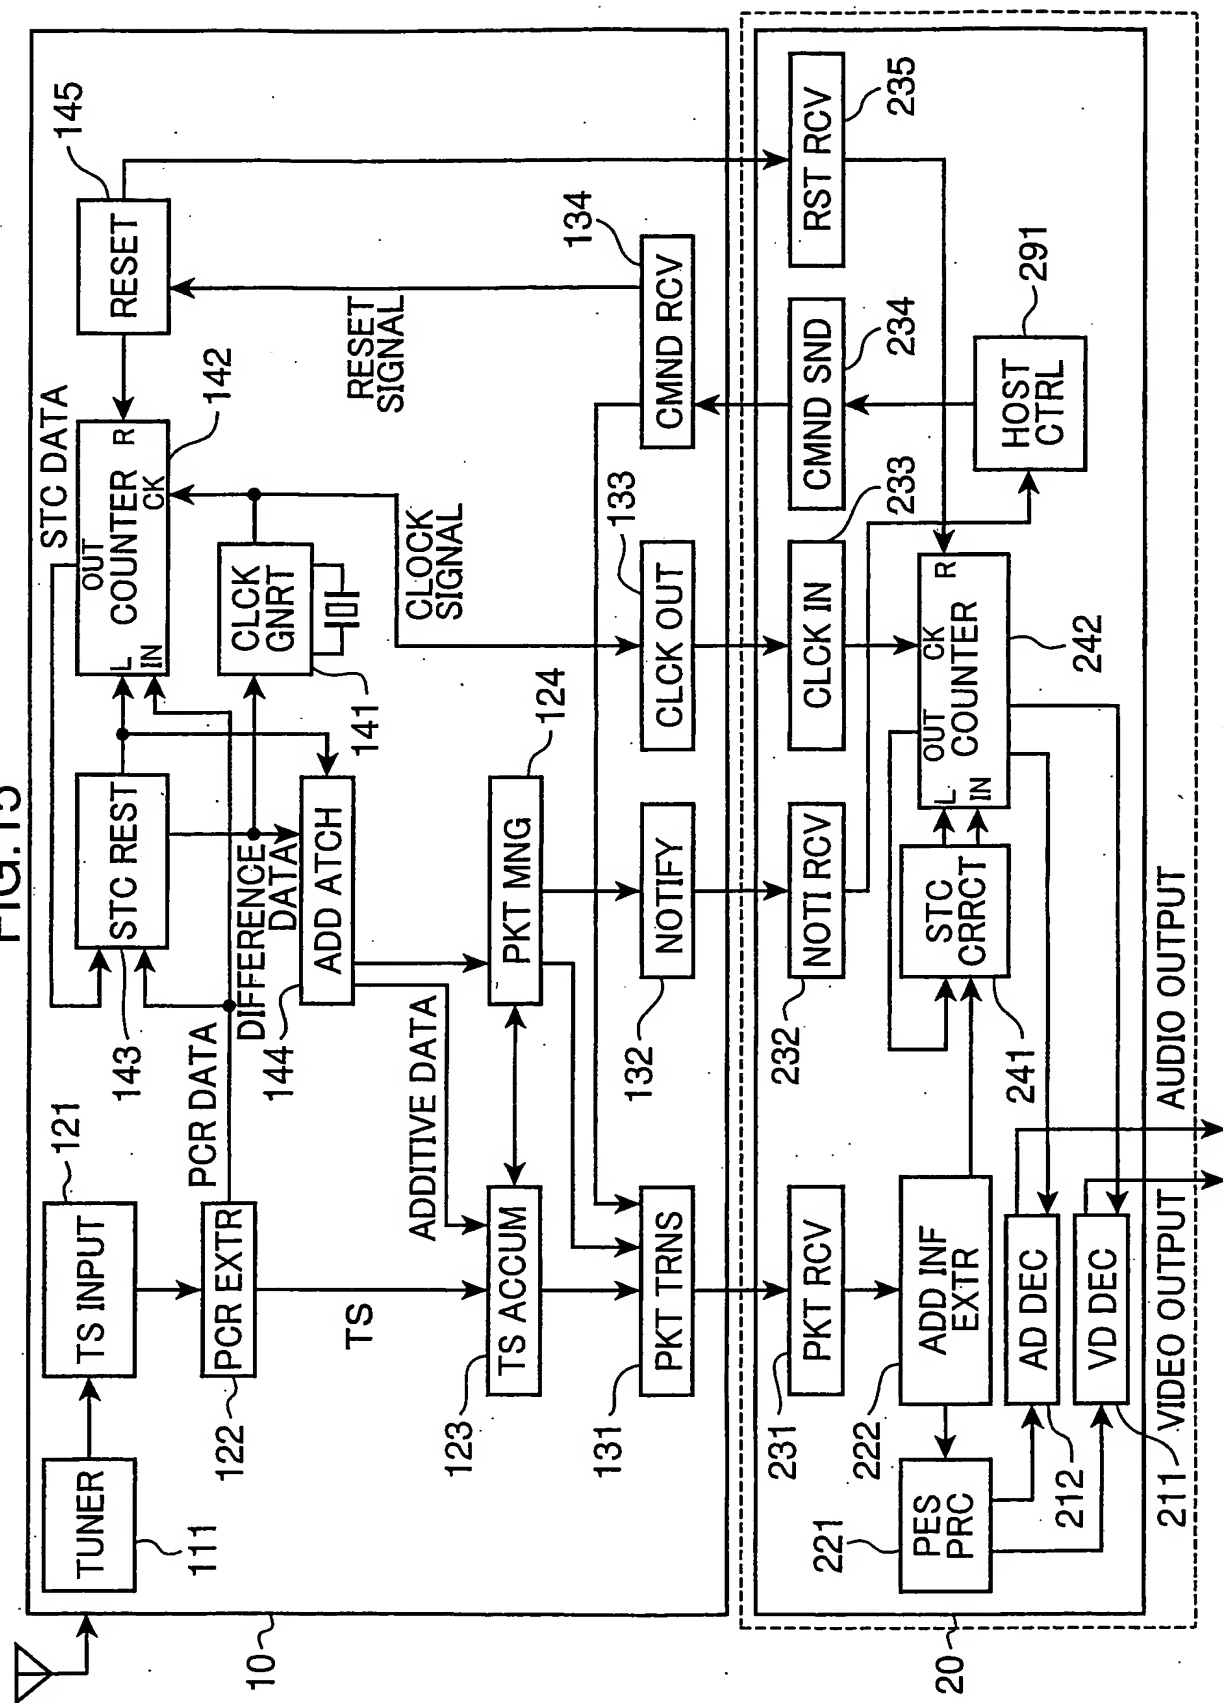 FIG.15
TUNER
111
TS INPUT
121
PCR EXTR
122
PCR DATA
TS
STC REST
143
DIFFERENCE
DATA
ADD ATCH
144
ADDITIVE DATA
STC DATA
OUT
COUNTER
L
IN
R
CK
142
CLCK
GNRT
141
CLOCK
SIGNAL
RESET
145
RESET
SIGNAL
TS ACCUM
123
PKT MNG
124
PKT TRNS
131
NOTIFY
132
CLCK OUT
133
CMND RCV
134
10
PKT RCV
231
NOTI RCV
232
CLCK IN
233
CMND SND
234
RST RCV
235
ADD INF
EXTR
222
STC
CRRCT
241
OUT
CK
R
L
COUNTER
IN
242
HOST
CTRL
291
PES
PRC
221
AD DEC
212
VD DEC
211
VIDEO OUTPUT
AUDIO OUTPUT
20